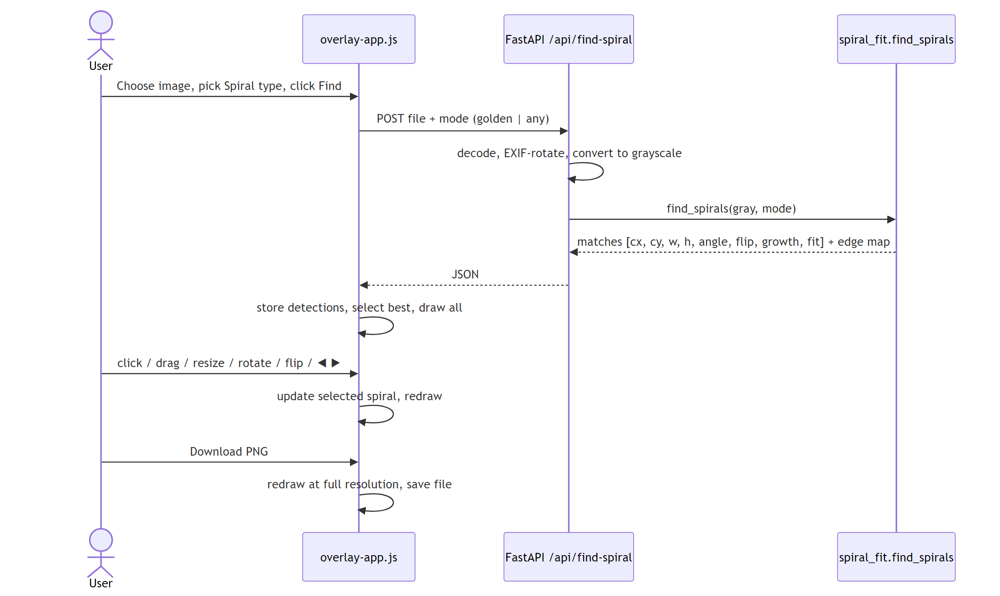 User
overlay-app.js
FastAPI /api/find-spiral
spiral_fit.find_spirals
Choose image, pick Spiral type, click Find
POST file + mode (golden | any)
decode, EXIF-rotate, convert to grayscale
find_spirals(gray, mode)
matches [cx, cy, w, h, angle, flip, growth, fit] + edge map
JSON
store detections, select best, draw all
click / drag / resize / rotate / flip / ◀ ▶
update selected spiral, redraw
Download PNG
redraw at full resolution, save file
User
overlay-app.js
FastAPI /api/find-spiral
spiral_fit.find_spirals